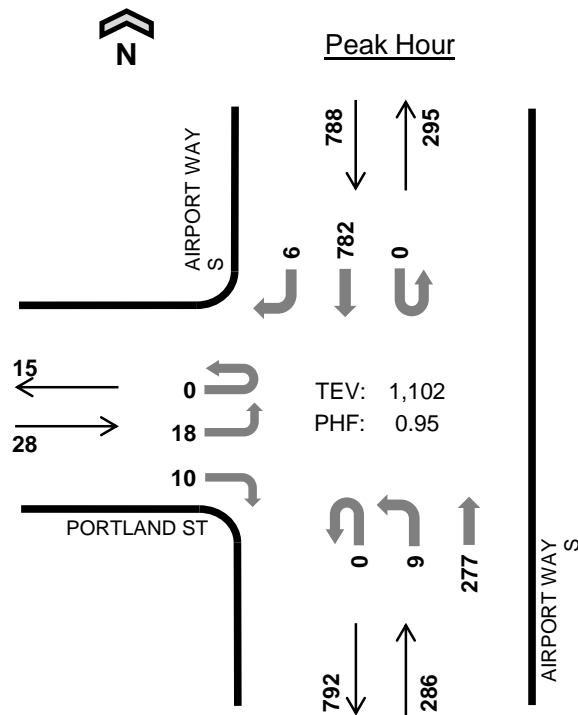 N
Peak Hour
788
295
AIRPORT WAY
S
6
782
0
15
28
0
18
10
TEV: 1,102
PHF: 0.95
PORTLAND ST
0
9
277
AIRPORT WAY
S
792
286